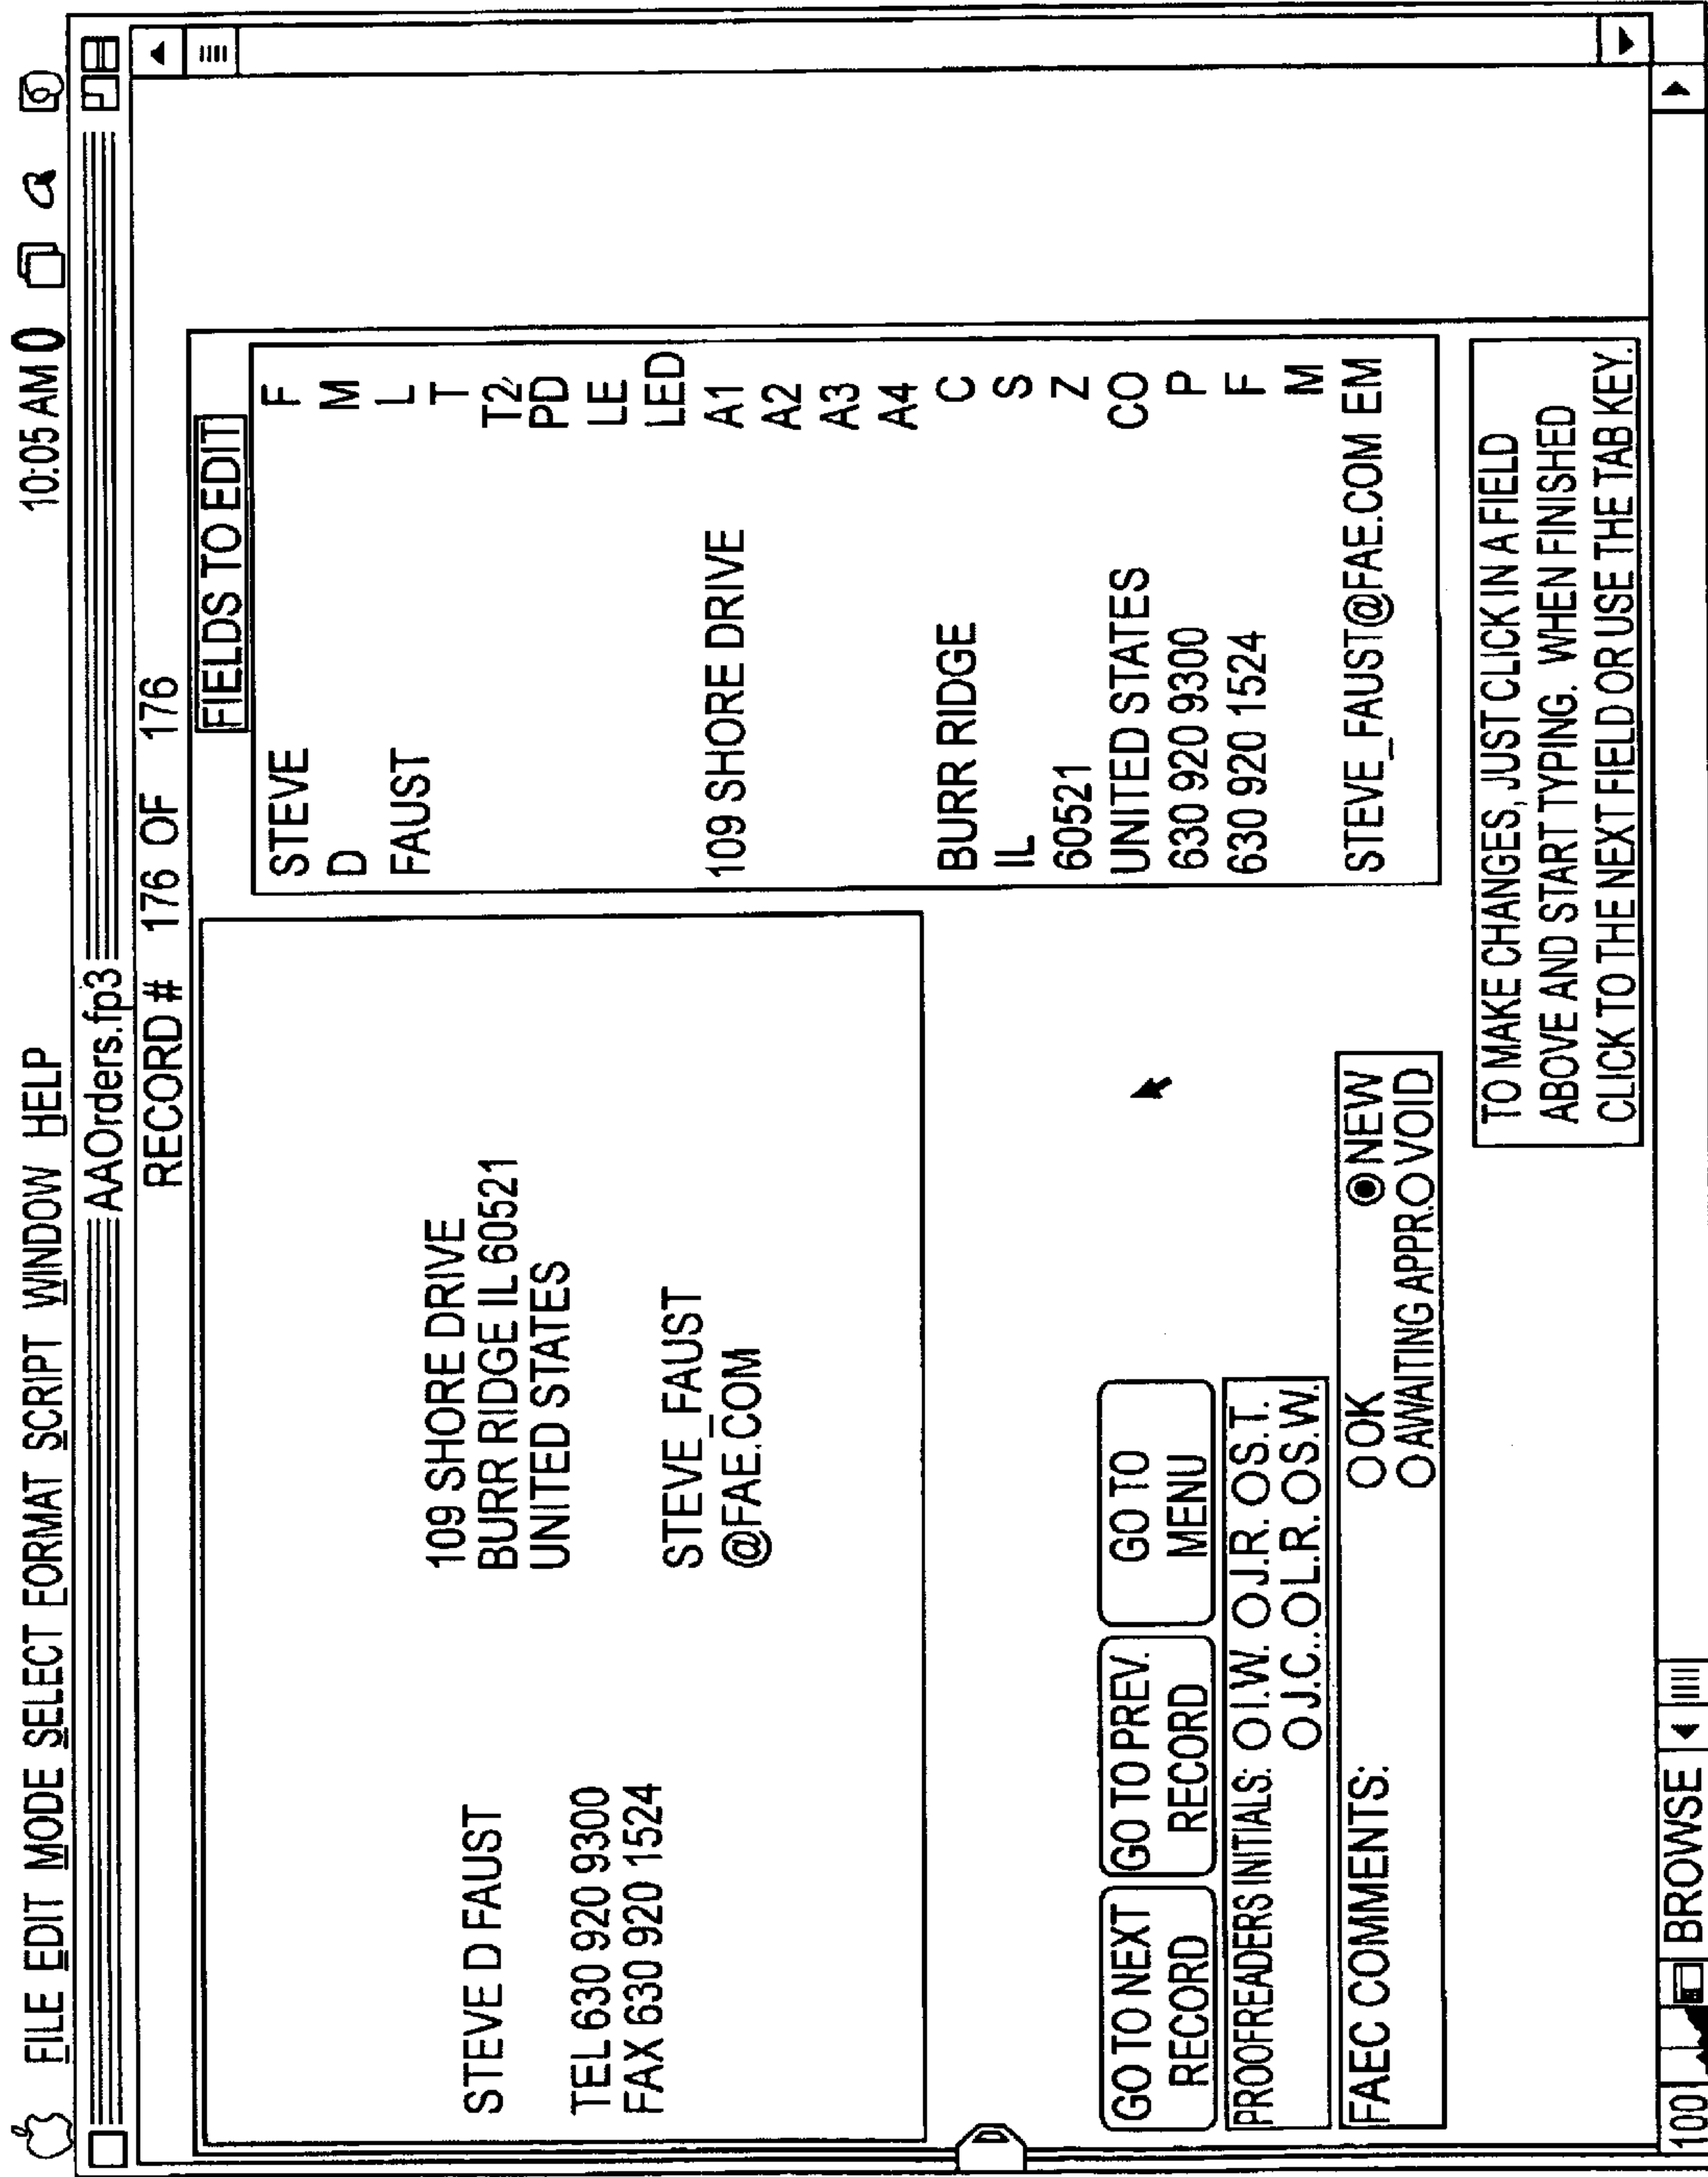 FILE EDIT MODE SELECT FORMAT SCRIPT WINDOW HELP 10:05 AM
AAOrders.fp3
RECORD # 176 OF 176
STEVE D FAUST
TEL 630 920 9300
FAX 630 920 1524
109 SHORE DRIVE
BURR RIDGE IL 60521
UNITED STATES
STEVE_FAUST
@FAE.COM
FIELDS TO EDIT
STEVE F
D M
FAUST L
T
T2
PD
LE
LED
109 SHORE DRIVE A1
A2
A3
A4
BURR RIDGE C
IL S
60521 Z
UNITED STATES CO
630 920 9300 P
630 920 1524 F
M
STEVE_FAUST@FAE.COM EM
GO TO NEXT
RECORD
GO TO PREV.
RECORD
GO TO
MENU
PROOFREADERS INITIALS: O I.W. O J.R. O S.T.
O J.C.. O L.R. O S.W.
FAEC COMMENTS: O OK NEW
O AWAITING APPR. O VOID
TO MAKE CHANGES, JUST CLICK IN A FIELD
ABOVE AND START TYPING. WHEN FINISHED
CLICK TO THE NEXT FIELD OR USE THE TAB KEY.
100 BROWSE